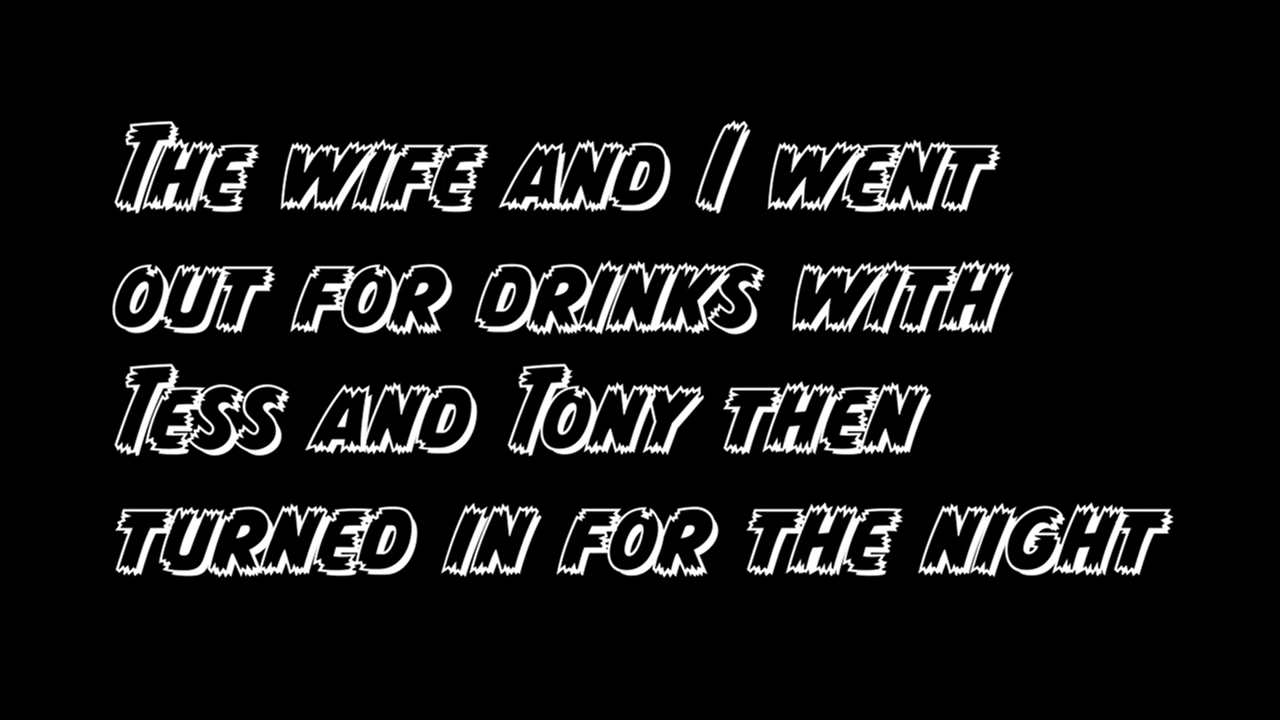 The wife and I went
out for drinks with
Tess and Tony then
turned in for the night